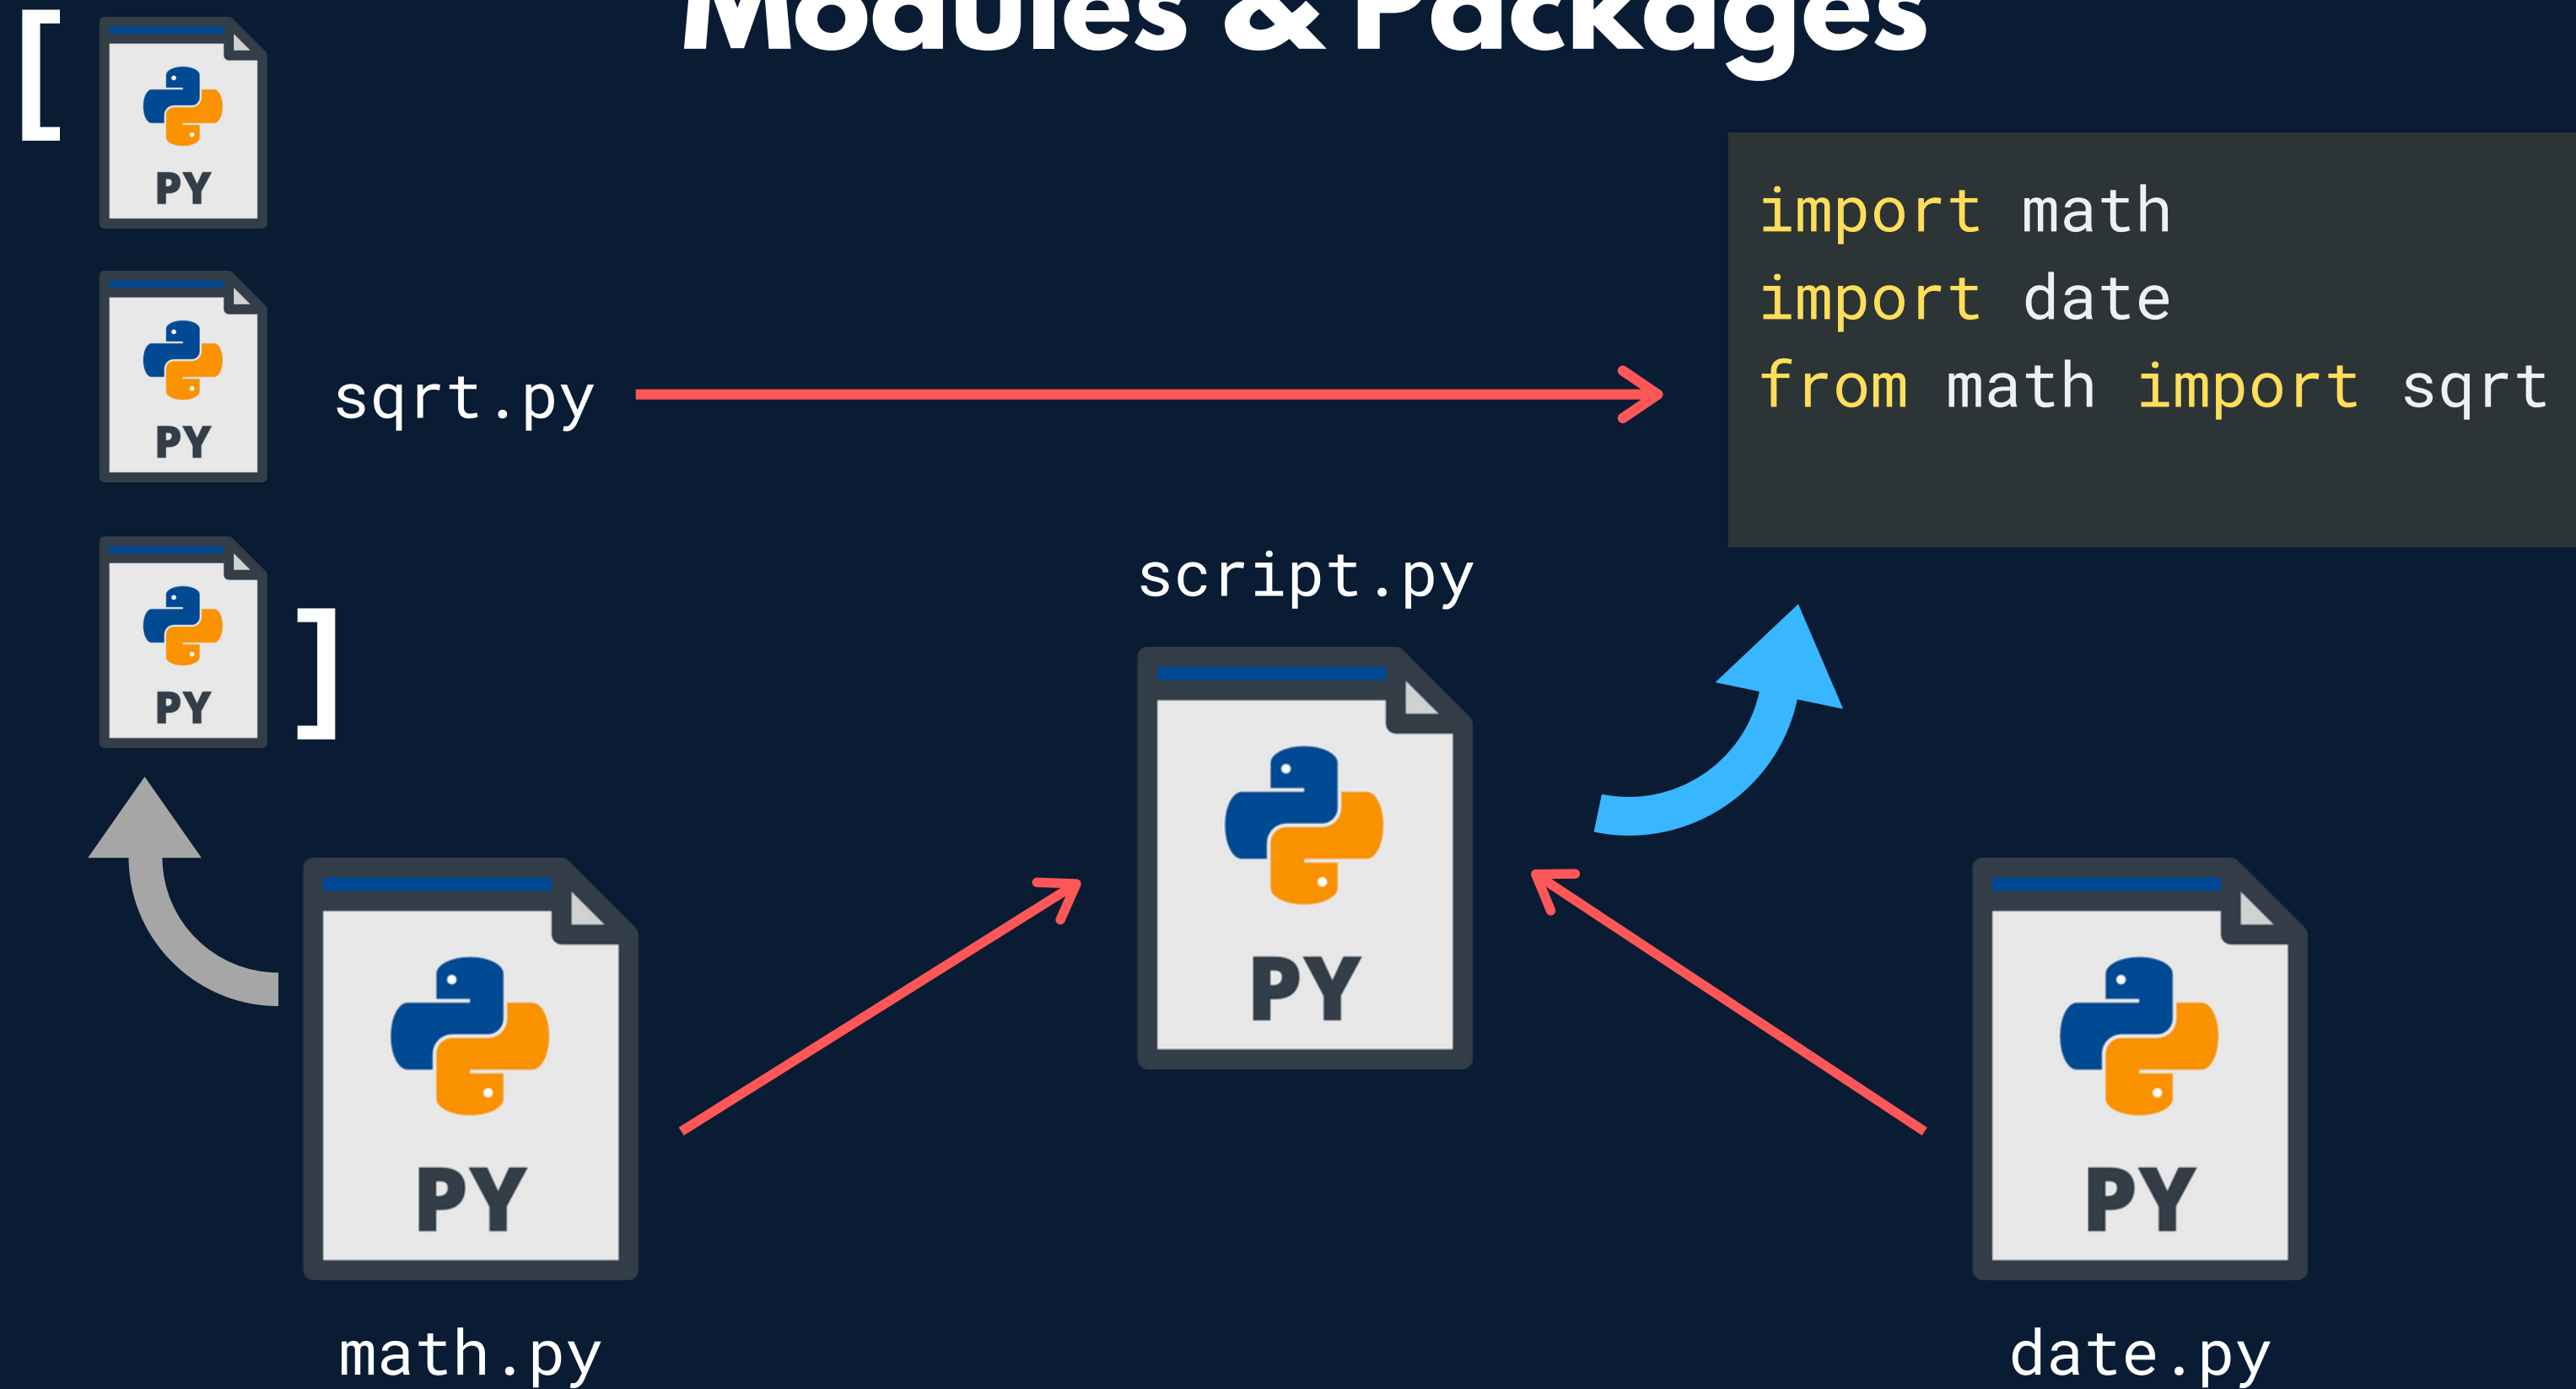 Modules & Packages
[
PY
import math
import date
from math import import sqrt
PY
sqrt.py
script.py
PY
]
PY
PY
PY
math.py
date.py